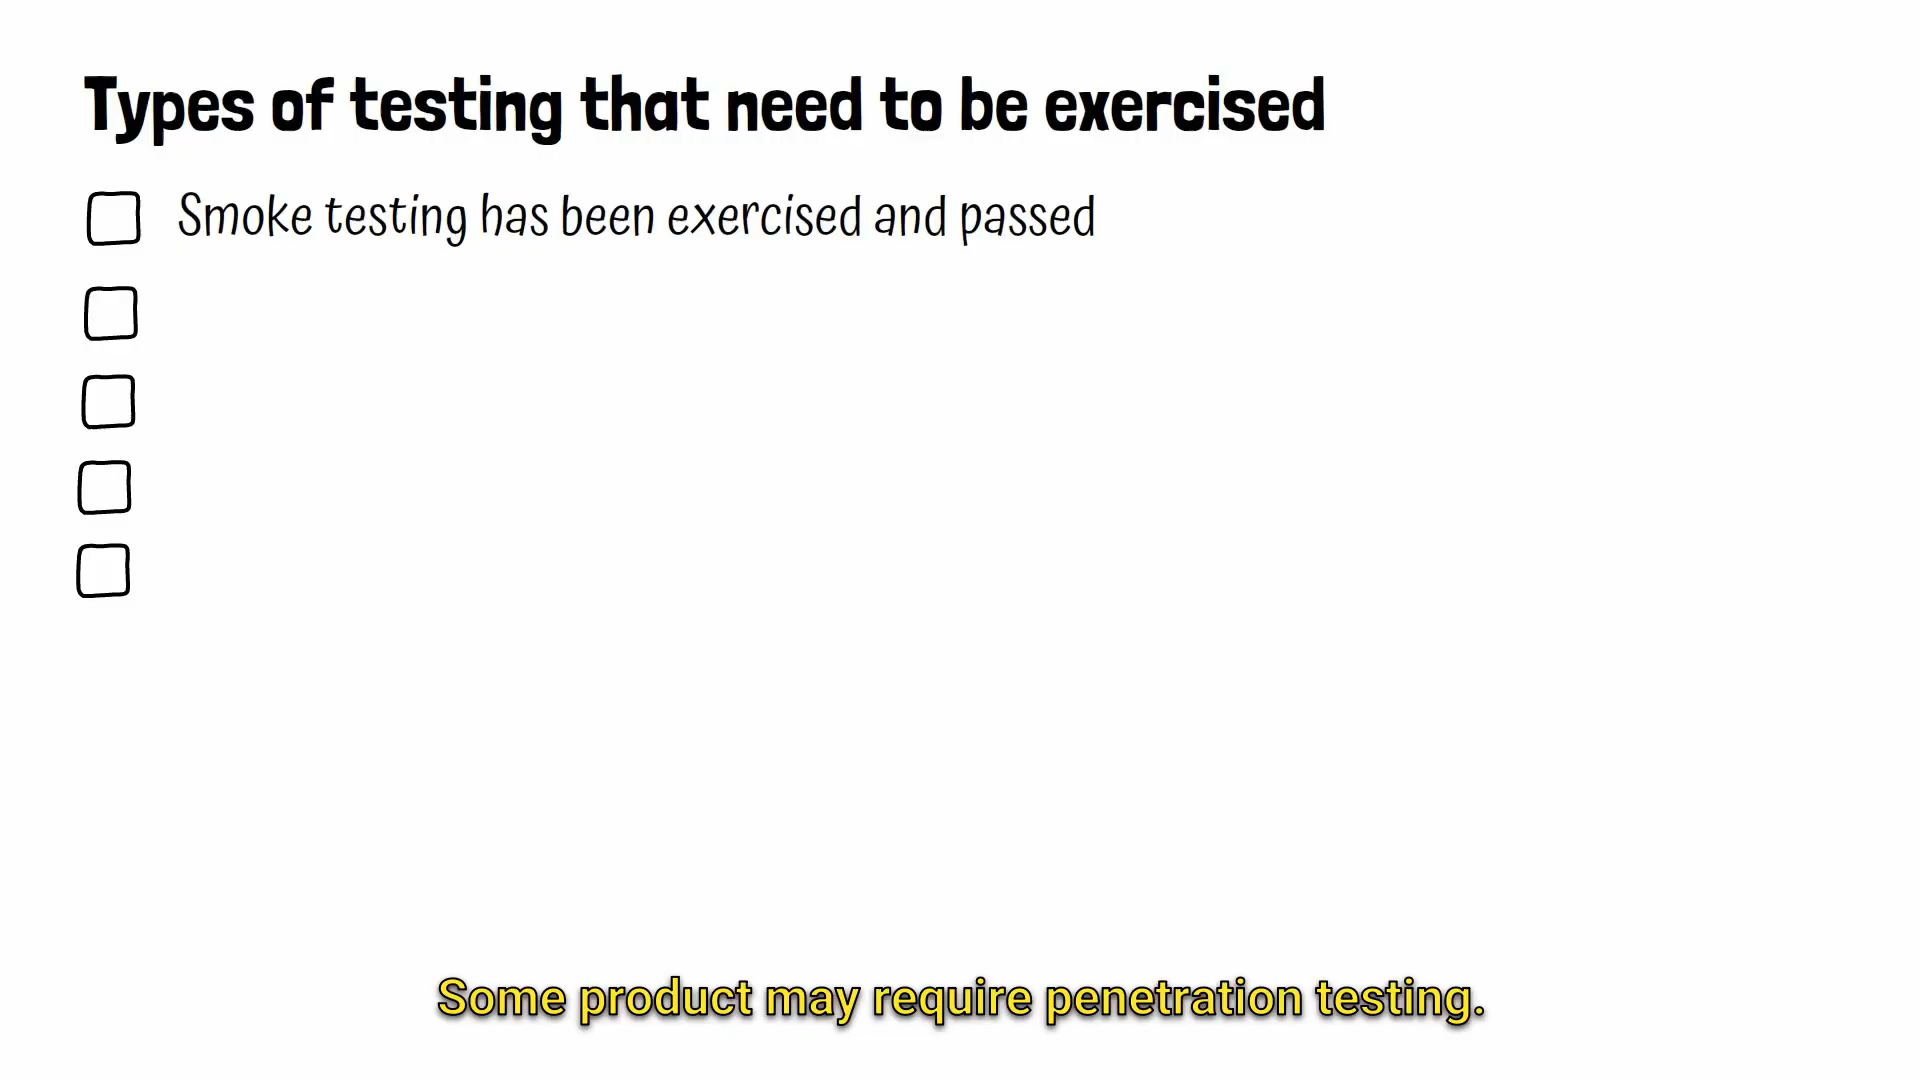 Types of testing that need to be exercised
Smoke testing has been exercised and passed
Some product may require penetration testing.